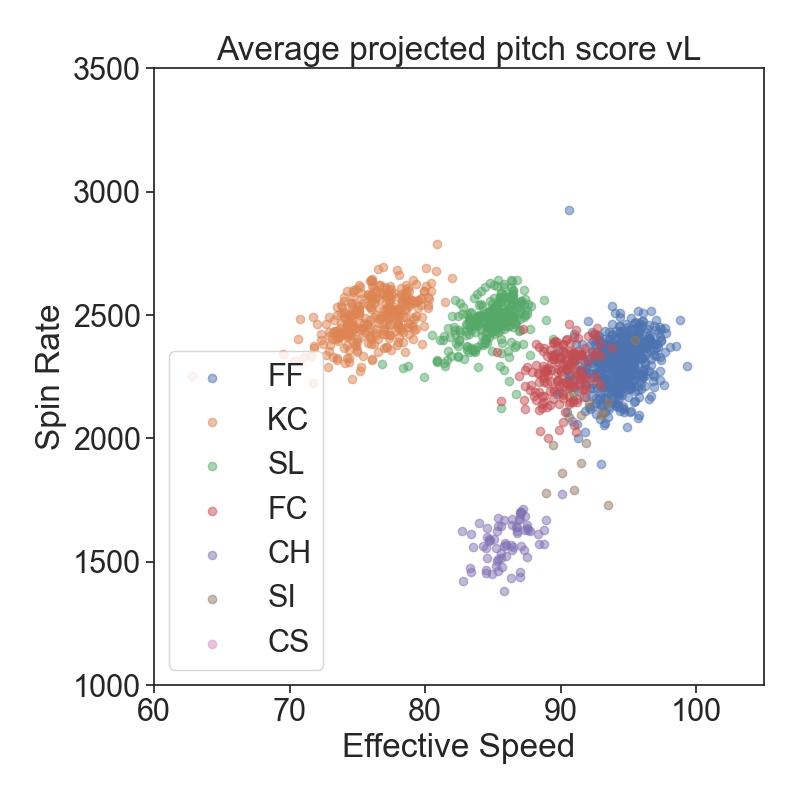 Average projected pitch score vL
3500
3000
2500
2000
1500
1000
Spin Rate
FF
KC
SL
FC
CH
SI
CS
60 70 80 90 100
Effective Speed